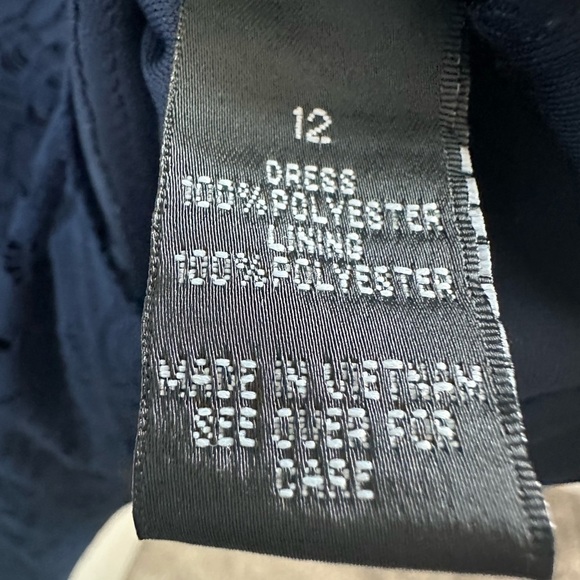 12
DRESS
100%POLYESTER
LINING
100%POLYESTER
MADE IN VIETNAM
SEE OVER FOR
CARE